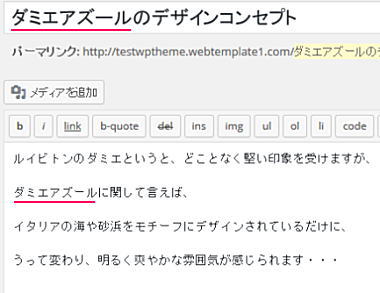 ダミエアズールのデザインコンセプト
パーマリンク: http://testwptheme.webtemplate1.com/ダミエアズールの
メディアを追加
b i link b-quote del ins img ul ol li code
ルイビトンのダミエというと、どことなく堅い印象を受けますが、
ダミエアズールに関して言えば、
イタリアの海や砂浜をモチーフにデザインされているだけに、
うって変わり、明るく爽やかな雰囲気が感じられます・・・